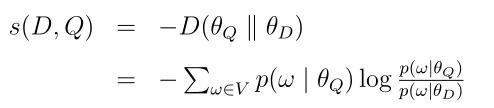 s(D, Q) = −D(θ_Q ∥ θ_D)
= − ∑_{ω∈V} p(ω | θ_Q) log p(ω|θ_Q) / p(ω|θ_D)